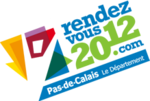 rendez
vous
2012.com
Pas-de-Calais Le Département